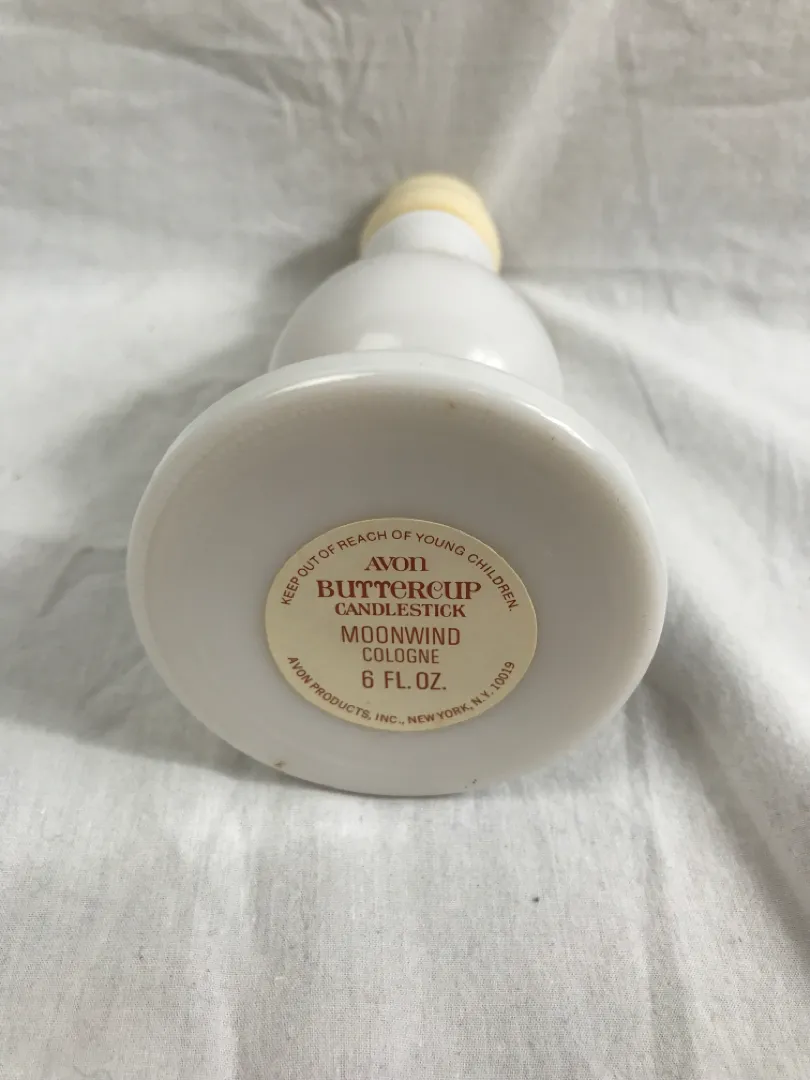 KEEP OUT OF REACH OF YOUNG CHILDREN.
AVON
BUTTERCUP
CANDLESTICK
MOONWIND
COLOGNE
6 FL. OZ.
AVON PRODUCTS, INC., NEW YORK, N.Y. 10019